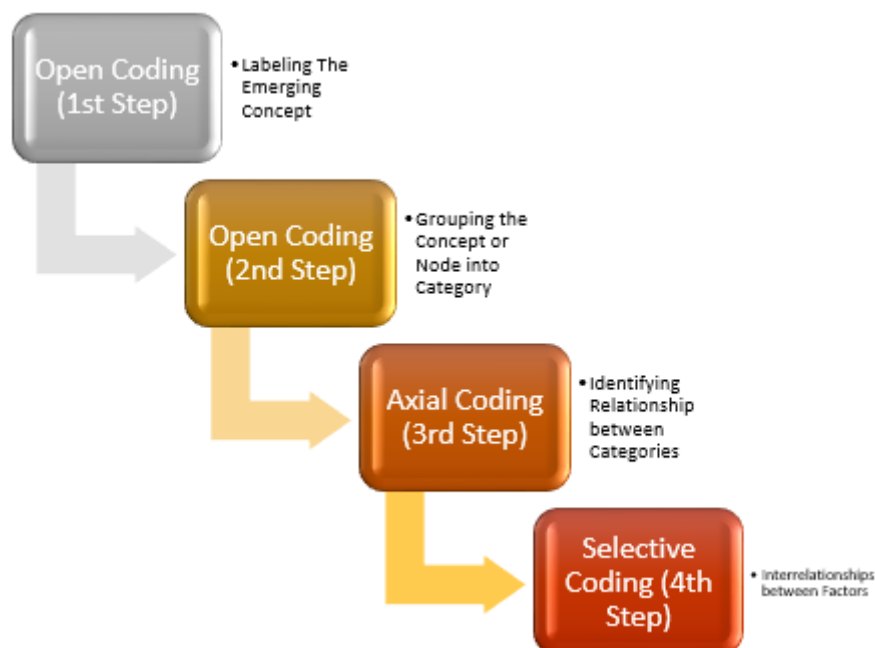 Open Coding
(1st Step)
•Labeling The
Emerging
Concept
Open Coding
(2nd Step)
•Grouping the
Concept or
Node into
Category
Axial Coding
(3rd Step)
•Identifying
Relationship
between
Categories
Selective
Coding (4th
Step)
• Interrelationships
between Factors